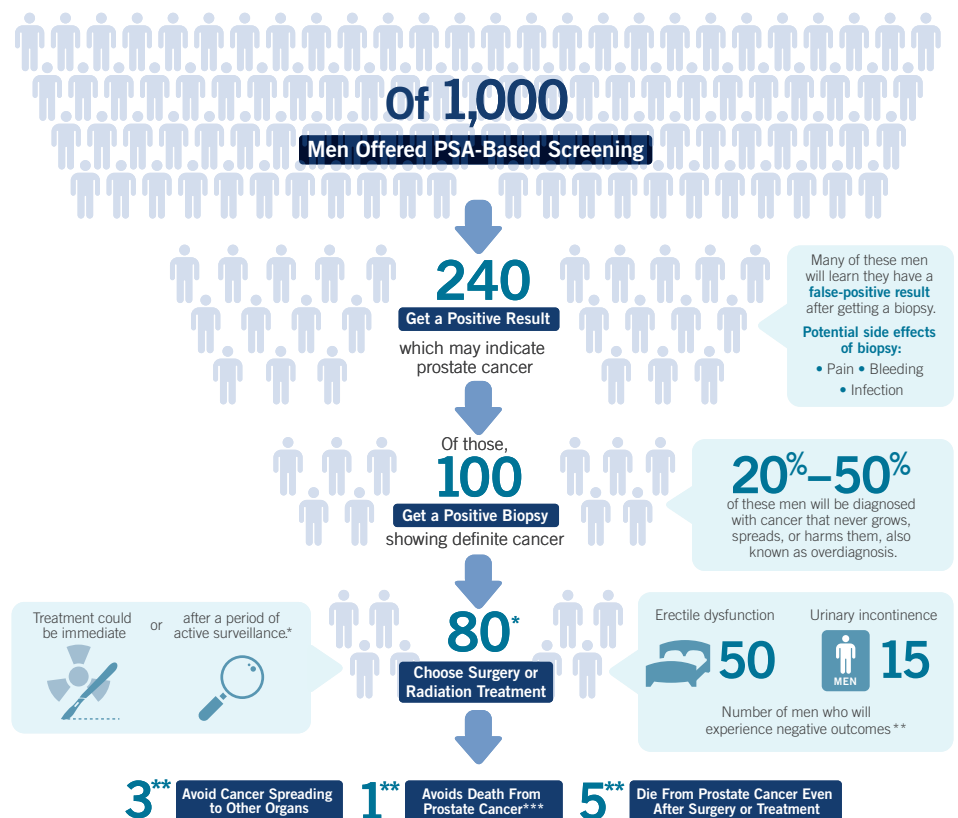 Of 1,000
Men Offered PSA-Based Screening
240
Get a Positive Result
which may indicate
prostate cancer
Many of these men
will learn they have a
false-positive result
after getting a biopsy.
Potential side effects
of biopsy:
• Pain • Bleeding
• Infection
Of those,
100
Get a Positive Biopsy
showing definite cancer
20%–50%
of these men will be diagnosed
with cancer that never grows,
spreads, or harms them, also
known as overdiagnosis.
Treatment could
be immediate
or
after a period of
active surveillance.*
80*
Choose Surgery or
Radiation Treatment
Erectile dysfunction
50
Urinary incontinence
MEN
15
Number of men who will
experience negative outcomes**
3**
Avoid Cancer Spreading
to Other Organs
1**
Avoids Death From
Prostate Cancer***
5**
Die From Prostate Cancer Even
After Surgery or Treatment